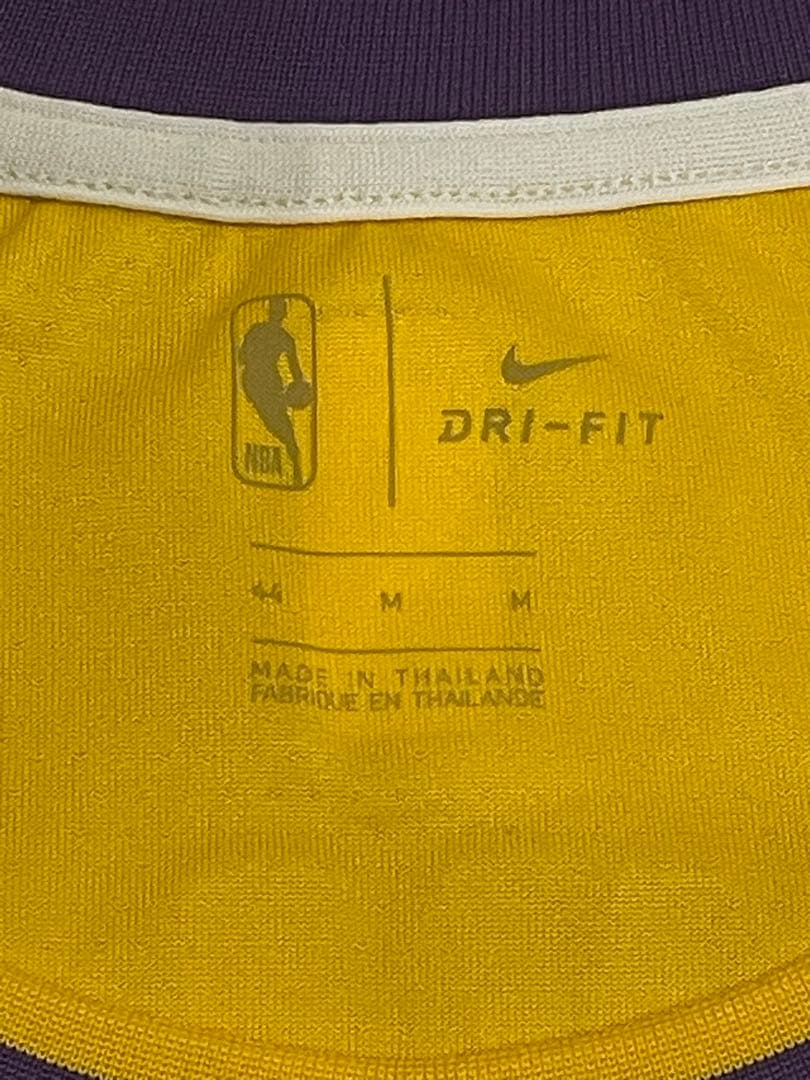 NBA
DRI-FIT
44 M M
MADE IN THAILAND
FABRIQUE EN THAILANDE